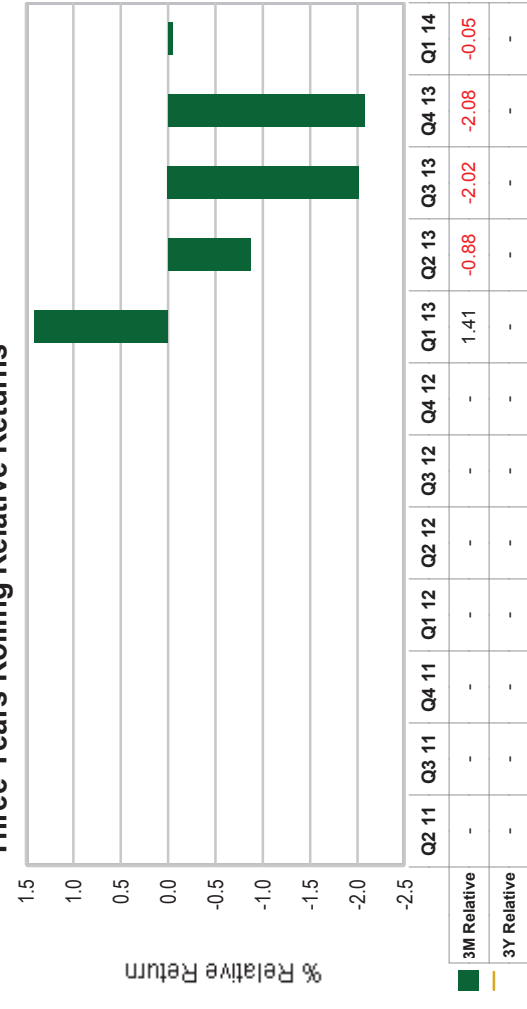 Three Years Rolling Relative Returns
% Relative Return
1.5
1.0
0.5
0.0
-0.5
-1.0
-1.5
-2.0
-2.5
Q2 11 Q3 11 Q4 11 Q1 12 Q2 12 Q3 12 Q4 12 Q1 13 Q2 13 Q3 13 Q4 13 Q1 14
3M Relative - - - - - - - 1.41 -0.88 -2.02 -2.08 -0.05
3Y Relative - - - - - - - - - - - -